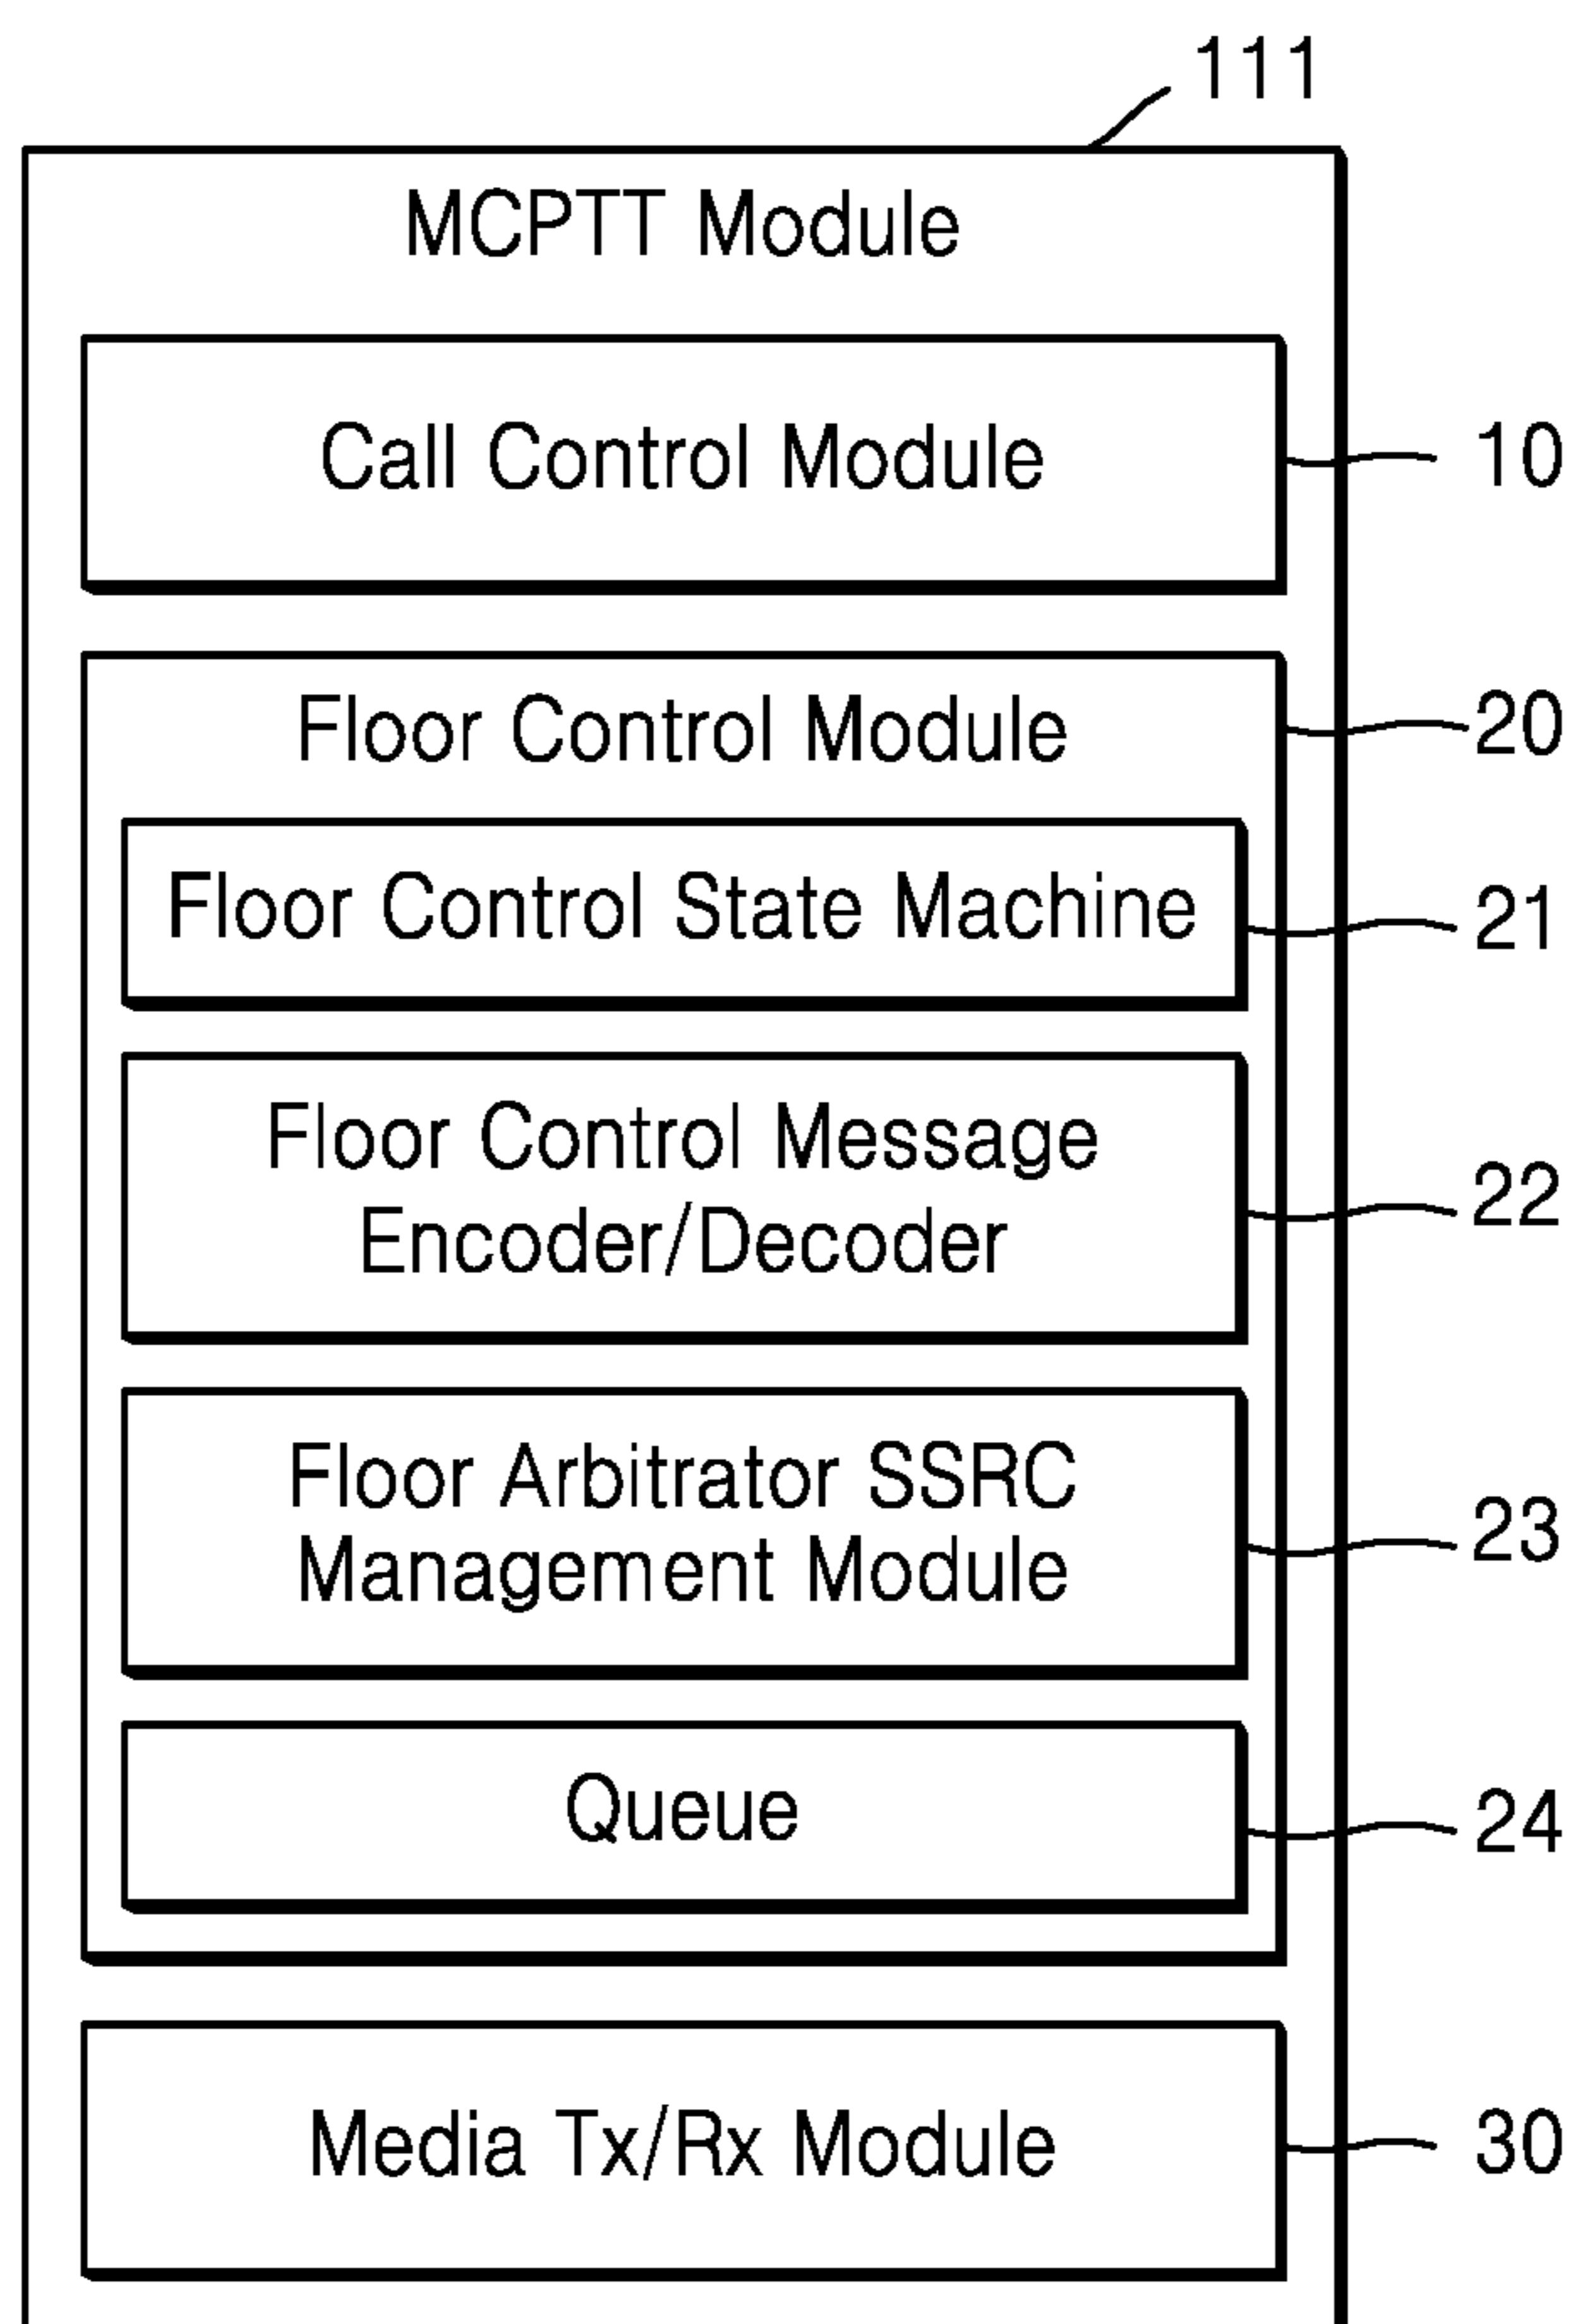 111
MCPTT Module
Call Control Module
10
Floor Control Module
20
Floor Control State Machine
21
Floor Control Message
Encoder/Decoder
22
Floor Arbitrator SSRC
Management Module
23
Queue
24
Media Tx/Rx Module
30